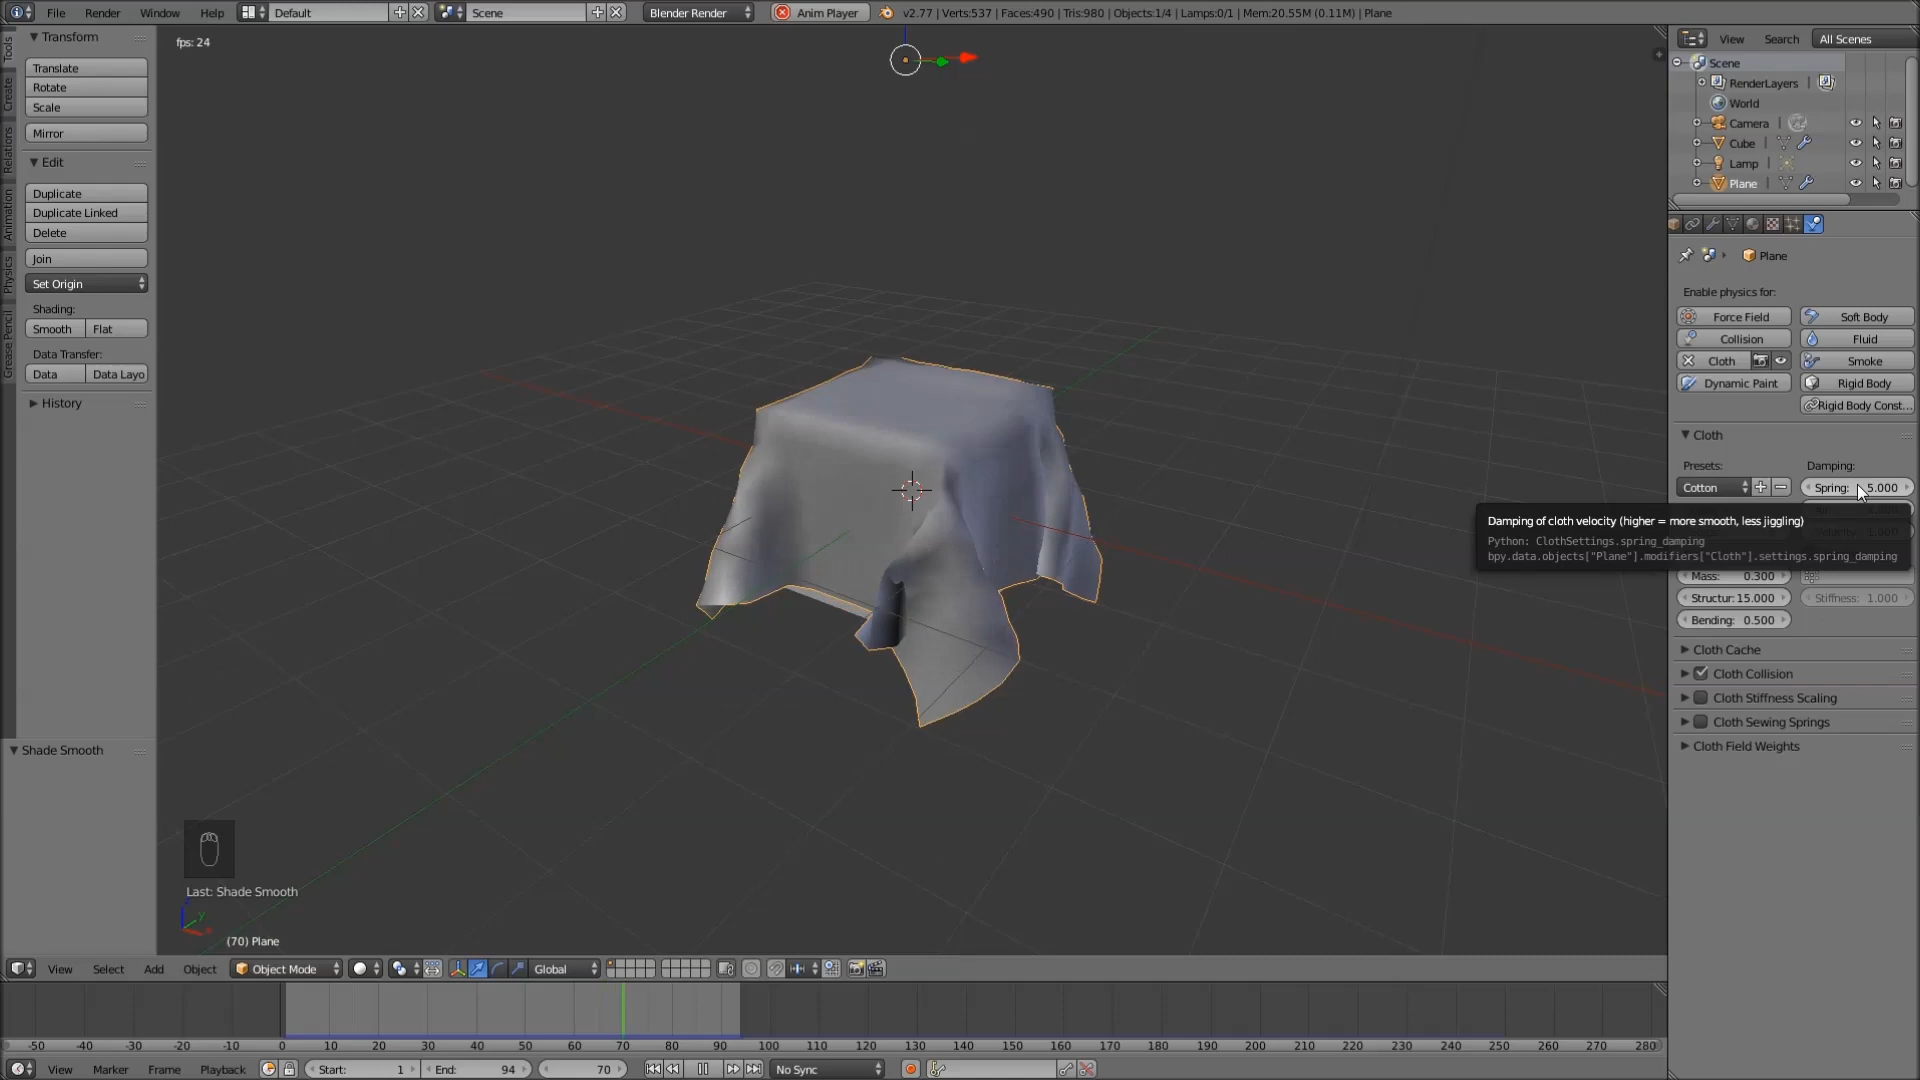 File Render Window Help Default Scene Blender Render Anim Player v2.77 | Verts:537 | Faces:490 | Tris:980 | Objects:1/4 | Lamps:0/1 | Mem:20.55M (0.11M) | Plane
Tools
Create
Relations
Animation
Physics
Grease Pencil
Transform
Translate
Rotate
Scale
Mirror
Edit
Duplicate
Duplicate Linked
Delete
Join
Set Origin
Shading:
Smooth Flat
Data Transfer:
Data Data Layo
History
Shade Smooth
fps: 24
Last: Shade Smooth
(70) Plane
View Search All Scenes
Scene
RenderLayers
World
Camera
Cube
Lamp
Plane
Plane
Enable physics for:
Force Field Soft Body
Collision Fluid
Cloth Smoke
Dynamic Paint Rigid Body
Rigid Body Const...
Cloth
Presets: Damping:
Cotton Spring: 5.000
Damping of cloth velocity (higher = more smooth, less jiggling)
Python: ClothSettings.spring_damping
bpy.data.objects["Plane"].modifiers["Cloth"].settings.spring_damping
Mass: 0.300
Structur: 15.000 Stiffness: 1.000
Bending: 0.500
Cloth Cache
Cloth Collision
Cloth Stiffness Scaling
Cloth Sewing Springs
Cloth Field Weights
View Select Add Object Object Mode Global
-50 -40 -30 -20 -10 0 10 20 30 40 50 60 70 80 90 100 110 120 130 140 150 160 170 180 190 200 210 220 230 240 250 260 270 280
View Marker Frame Playback Start: 1 End: 94 70 No Sync